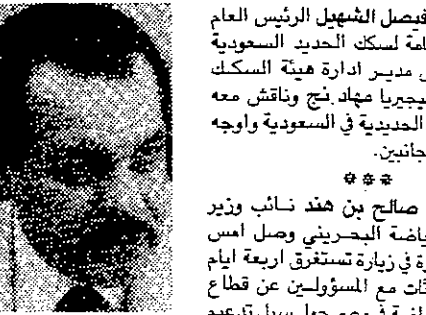 فيصل الشهيل الرئيس العام
امة لسكك الحديد السعودية
مدير ادارة هيئة السكك
يجيريا مهاد نج وناقش معه
الحديدية في السعودية واوجه
جانبين.
***
صالح بن هند نائب وزير
ياضة البحريني وصل امس
رة في زيارة تستغرق اربعة ايام
ثات مع المسؤولين عن قطاع